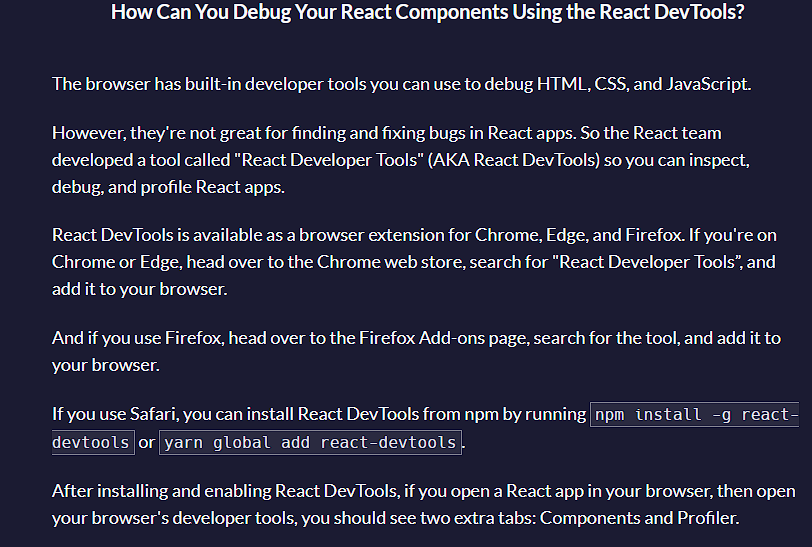 How Can You Debug Your React Components Using the React DevTools?
The browser has built-in developer tools you can use to debug HTML, CSS, and JavaScript.
However, they're not great for finding and fixing bugs in React apps. So the React team
developed a tool called "React Developer Tools" (AKA React DevTools) so you can inspect,
debug, and profile React apps.
React DevTools is available as a browser extension for Chrome, Edge, and Firefox. If you're on
Chrome or Edge, head over to the Chrome web store, search for "React Developer Tools”, and
add it to your browser.
And if you use Firefox, head over to the Firefox Add-ons page, search for the tool, and add it to
your browser.
If you use Safari, you can install React DevTools from npm by running npm install -g react-
devtools or yarn global add react-devtools.
After installing and enabling React DevTools, if you open a React app in your browser, then open
your browser's developer tools, you should see two extra tabs: Components and Profiler.